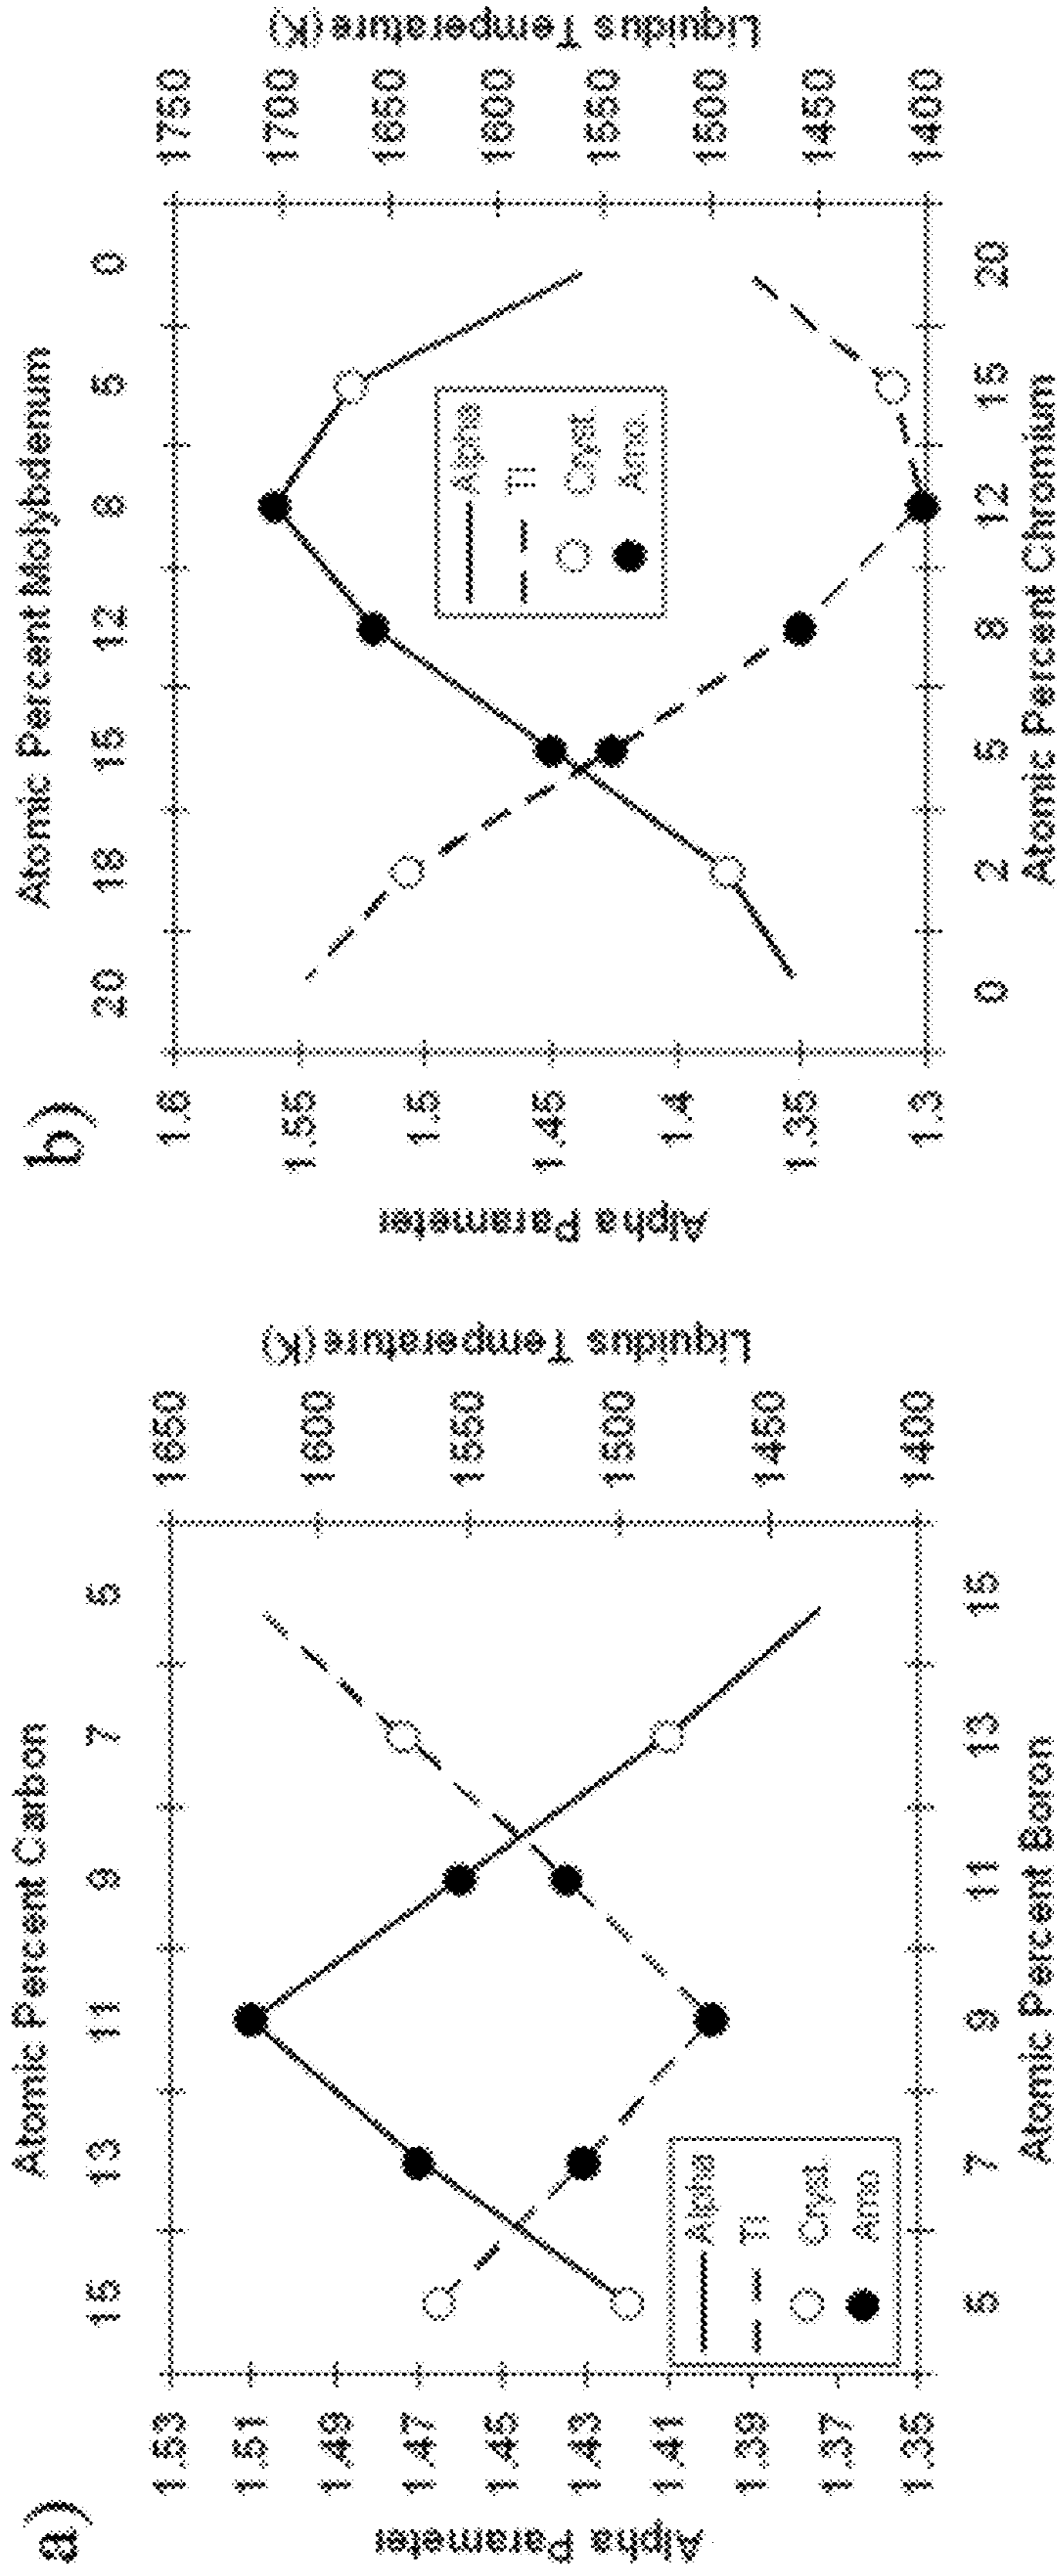 a)
Atomic Percent Carbon
15 13 11 9 7 5
Alpha Parameter
1.53
1.51
1.49
1.47
1.45
1.43
1.41
1.39
1.37
1.35
Liquidus Temperature (K)
1650
1600
1550
1500
1450
1400
Alpha
Tl
Cryst.
Amo
5 7 9 11 13 15
Atomic Percent Boron
b)
Atomic Percent Molybdenum
20 18 15 12 8 5 0
Alpha Parameter
1.6
1.55
1.5
1.45
1.4
1.35
1.3
Liquidus Temperature (K)
1750
1700
1650
1600
1550
1500
1450
1400
Alpha
Tl
Cryst.
Amo.
0 2 5 8 12 15 20
Atomic Percent Chromium